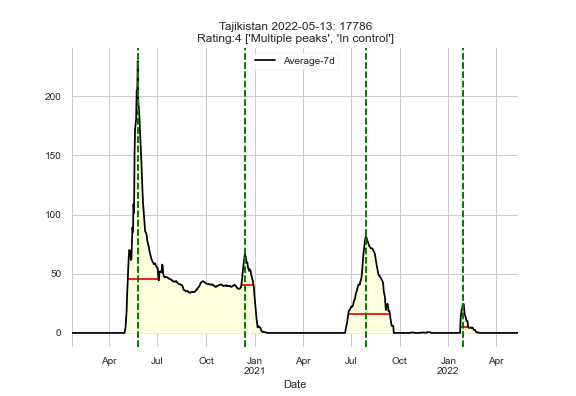 Tajikistan 2022-05-13: 17786
Rating:4 ['Multiple peaks', 'In control']
Average-7d
200
150
100
50
0
Apr Jul Oct Jan Apr Jul Oct Jan Apr
2021 2022
Date